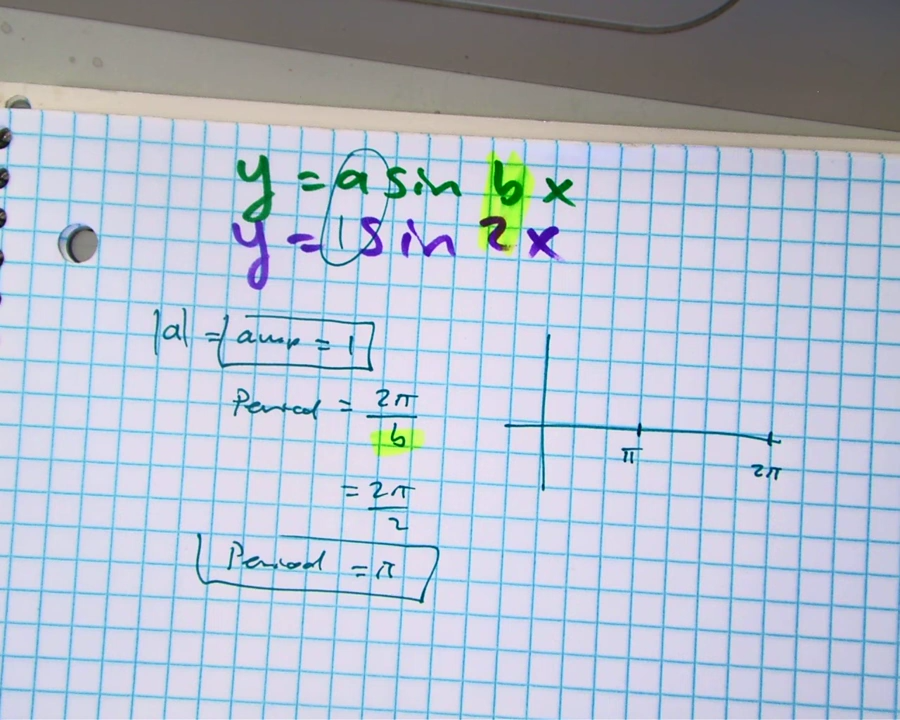 y = a sin b x
y = 1 sin 2 x
|a| = amp = 1
Period = 2π/b
= 2π/2
Period = π
π
2π